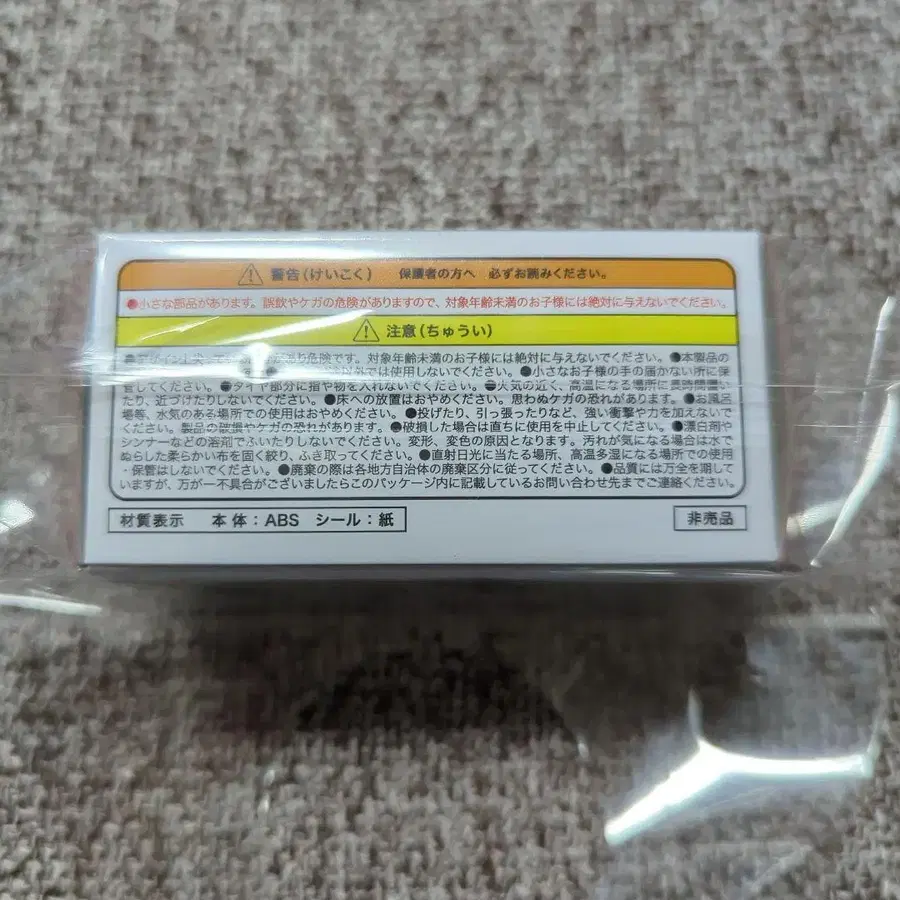 警告(けいこく) 保護者の方へ 必ずお読みください。
●小さな部品があります。誤飲やケガの危険がありますので、対象年齢未満のお子様には絶対に与えないでください。
注意(ちゅうい)
危険です。対象年齢未満のお子様には絶対に与えないでください。●本製品の
以外では使用しないでください。●小さなお子様の手の届かない所に保
管してください。●タイヤ部分に指や物を入れないでください。●火気の近く、高温になる場所に長時間置い
たり、近づけたりしないでください。●床への放置はおやめください。思わぬケガの恐れがあります。●お風呂
場等、水気のある場所での使用はおやめください。●投げたり、引っ張ったりなど、強い衝撃や力を加えないで
ください。製品の破損やケガの恐れがあります。●破損した場合は直ちに使用を中止してください。●漂白剤や
シンナーなどの溶剤でふいたりしないでください。変形、変色の原因となります。汚れが気になる場合は水で
ぬらした柔らかい布を固く絞り、ふき取ってください。●直射日光に当たる場所、高温多湿になる場所での使用
・保管はしないでください。●廃棄の際は各地方自治体の廃棄区分に従ってください。●品質には万全を期して
いますが、万が一不具合がございましたらこのパッケージ内に記載しているお問い合わせ先までご連絡ください。
材質表示 本体:ABS シール:紙
非売品